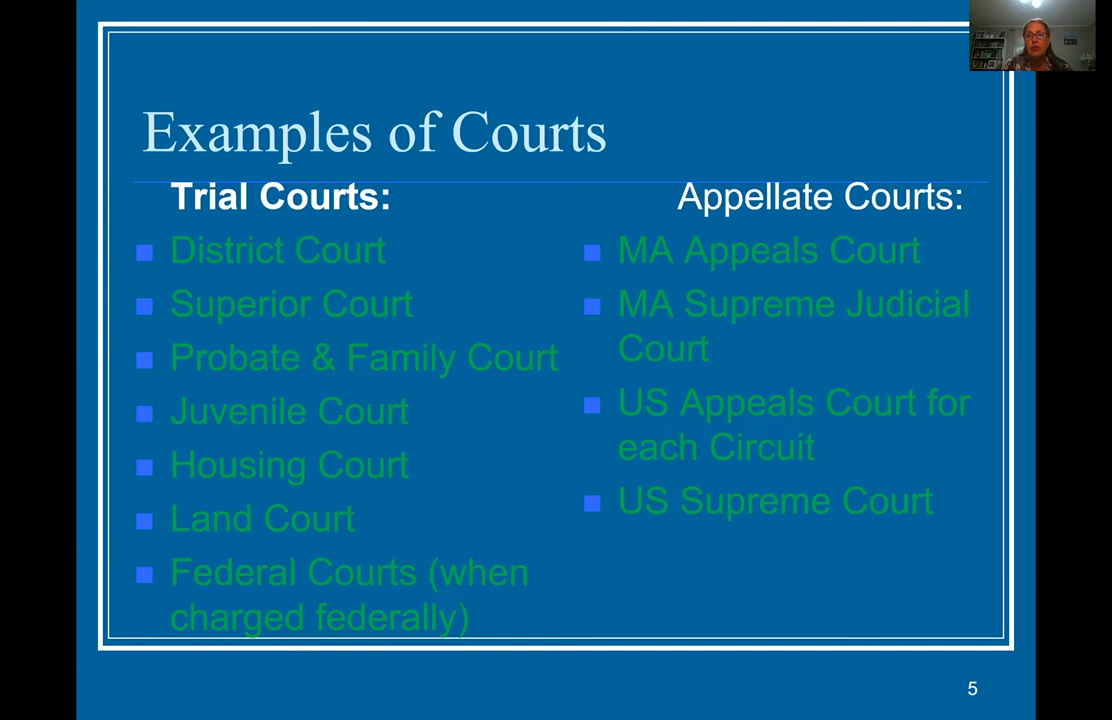 Examples of Courts
Trial Courts:
District Court
Superior Court
Probate & Family Court
Juvenile Court
Housing Court
Land Court
Federal Courts (when
charged federally)
Appellate Courts:
MA Appeals Court
MA Supreme Judicial
Court
US Appeals Court for
each Circuit
US Supreme Court
5